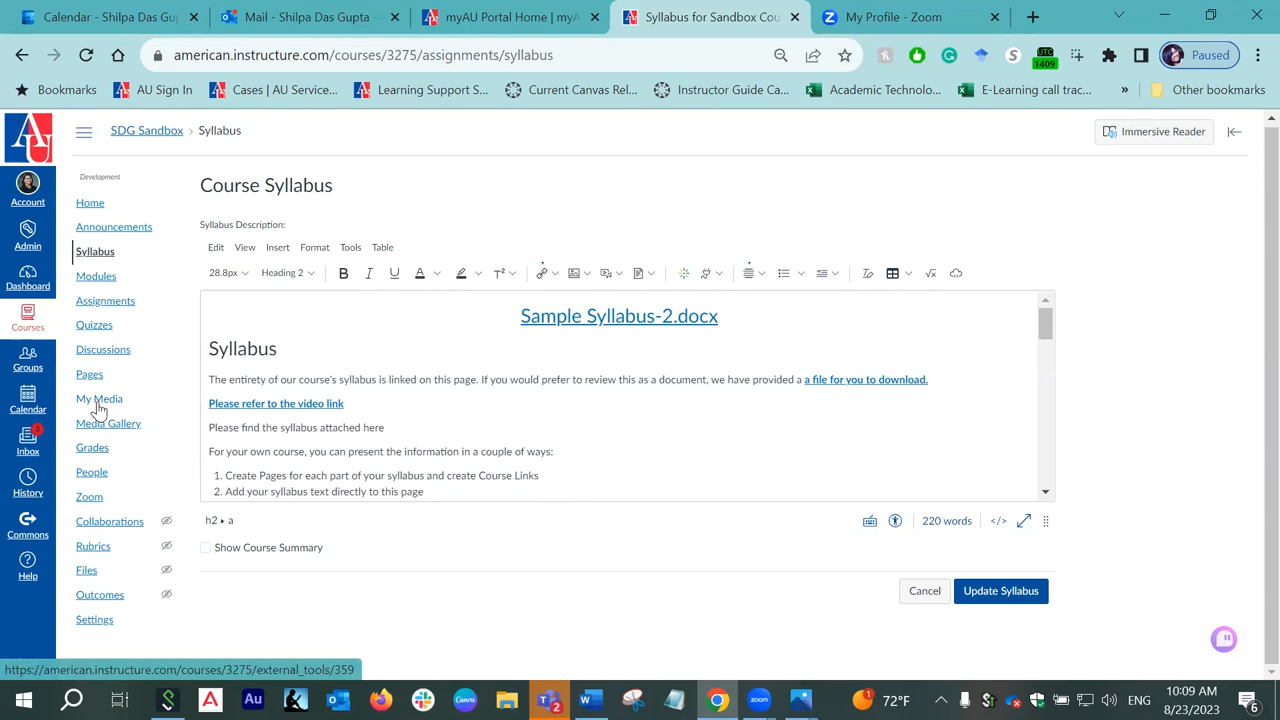 Calendar - Das Gup
Inbox - Das Gupta
myAU Portal Home | myA
Syllabus for Sandbox Cou
My Profile - Zoom
american.instructure.com/courses/3275/assignments/syllabus
UTC
1409
Paused
Bookmarks
AU Sign In
Cases | AU Service...
Learning Support S...
Current Canvas Rel...
Instructor Guide Ca...
Academic Technolo...
E-Learning call trac...
»
Other bookmarks
AU
SDG Sandbox › Syllabus
Immersive Reader
Account
Admin
Dashboard
Courses
Groups
Calendar
3
Inbox
History
Commons
Help
Development
Home
Announcements
Syllabus
Modules
Assignments
Quizzes
Discussions
Pages
My Media
Media Gallery
Grades
People
Zoom
Collaborations
Rubrics
Files
Outcomes
Settings
Course Syllabus
Syllabus Description:
Edit View Insert Format Tools Table
28.8px Heading 2
Sample Syllabus-2.docx
Syllabus
The entirety of our course's syllabus is linked on this page. If you would prefer to review this as a document, we have provided a a file for you to download.
Please refer to the video link
Please find the syllabus attached here
For your own course, you can present the information in a couple of ways:
1. Create Pages for each part of your syllabus and create Course Links
2. Add your syllabus text directly to this page
h2 ▸ a
220 words
</>
Show Course Summary
Cancel
Update Syllabus
https://american.instructure.com/courses/3275/external_tools/359
Au
Canva
zoom
72°F
ENG
10:09 AM
8/23/2023